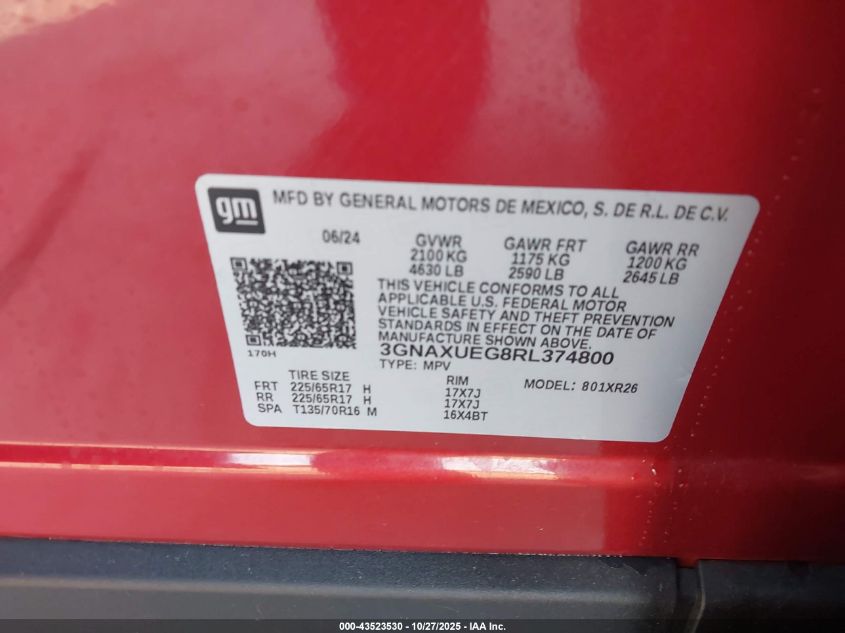 gm MFD BY GENERAL MOTORS DE MEXICO, S. DE R.L. DE C.V.
06/24 GVWR GAWR FRT GAWR RR
2100 KG 1175 KG 1200 KG
4630 LB 2590 LB 2645 LB
THIS VEHICLE CONFORMS TO ALL
APPLICABLE U.S. FEDERAL MOTOR
VEHICLE SAFETY AND THEFT PREVENTION
STANDARDS IN EFFECT ON THE DATE OF
MANUFACTURE SHOWN ABOVE.
170H 3GNAXUEG8RL374800
TYPE: MPV
TIRE SIZE RIM MODEL: 801XR26
FRT 225/65R17 H 17X7J
RR 225/65R17 H 17X7J
SPA T135/70R16 M 16X4BT
000-43523530 - 10/27/2025 - IAA Inc.